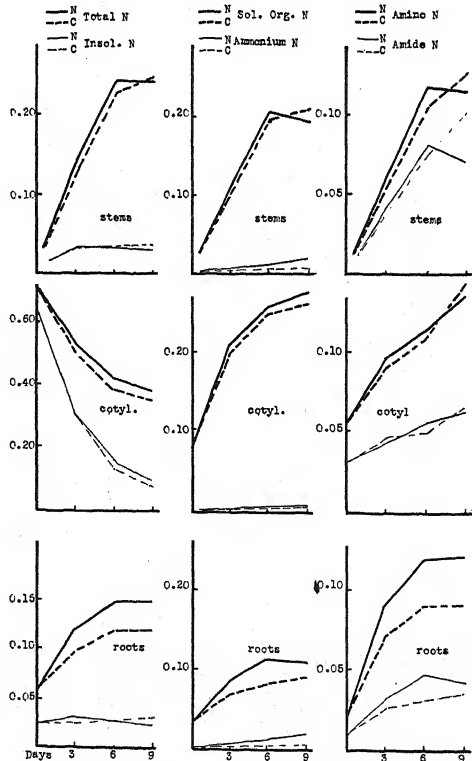 N Total N
C
N Insol. N
C
N Sol. Org. N
C
N Ammonium N
C
N Amino N
C
N Amide N
C
0.20
0.10
stems
0.20
0.10
stems
0.10
0.05
stems
0.60
0.40
0.20
cotyl.
0.20
0.10
cotyl.
0.10
0.05
cotyl
0.15
0.10
0.05
roots
0.20
0.10
roots
0.10
0.05
roots
Days 3 6 9
3 6 9
3 6 9